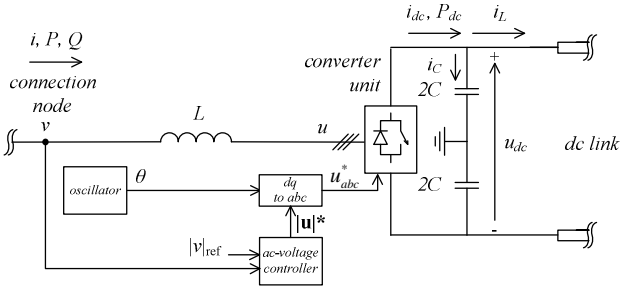 i_dc, P_dc
i_L
i, P, Q
connection
node
v
L
u
converter
unit
i_C
2C
2C
+
u_dc
-
dc link
oscillator
θ
dq
to abc
u*_abc
|u|*
|v|ref
ac-voltage
controller